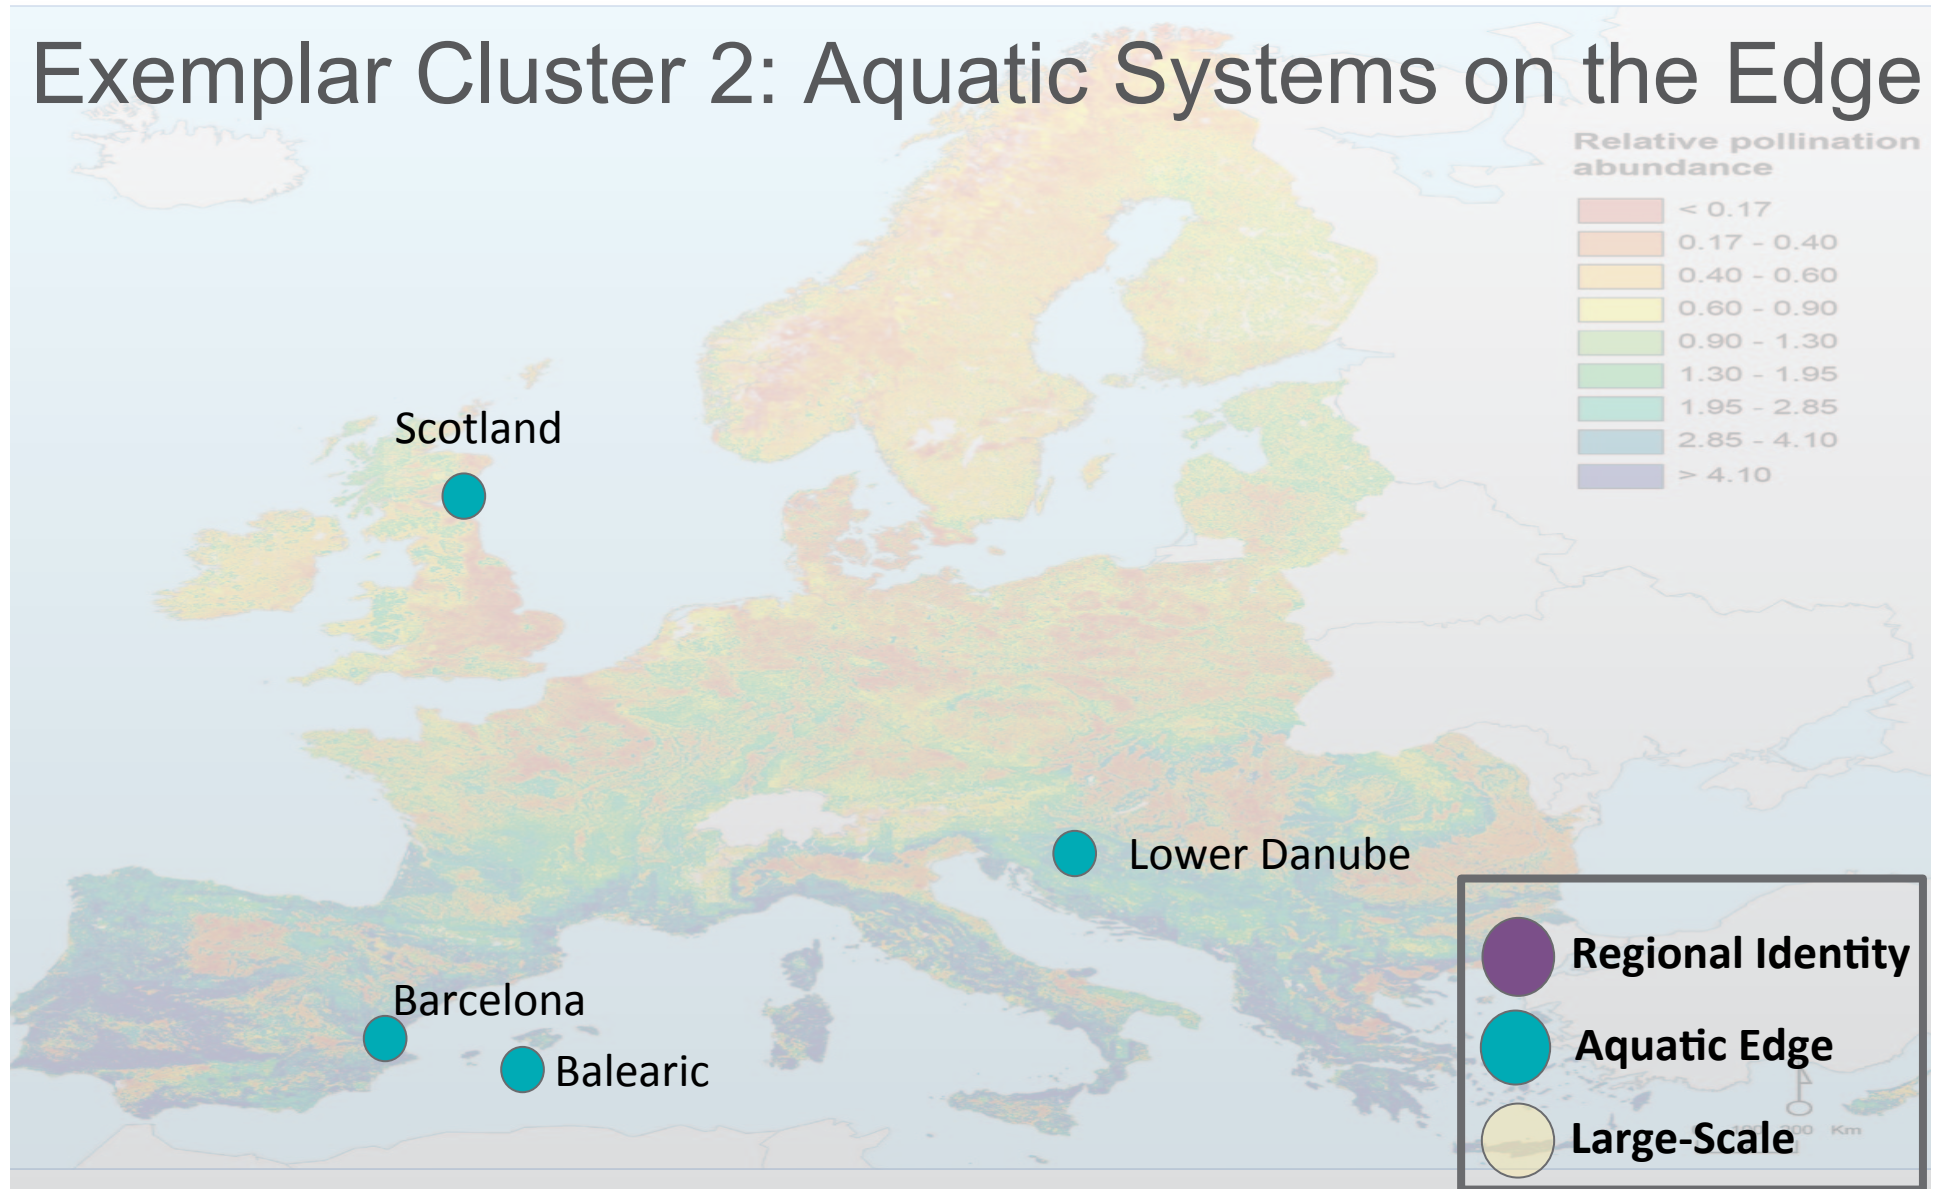 Exemplar Cluster 2: Aquatic Systems on the Edge
Relative pollination
abundance
< 0.17
0.17 - 0.40
0.40 - 0.60
0.60 - 0.90
0.90 - 1.30
1.30 - 1.95
1.95 - 2.85
2.85 - 4.10
> 4.10
Scotland
Lower Danube
Barcelona
Balearic
Regional Identity
Aquatic Edge
Large-Scale
Km